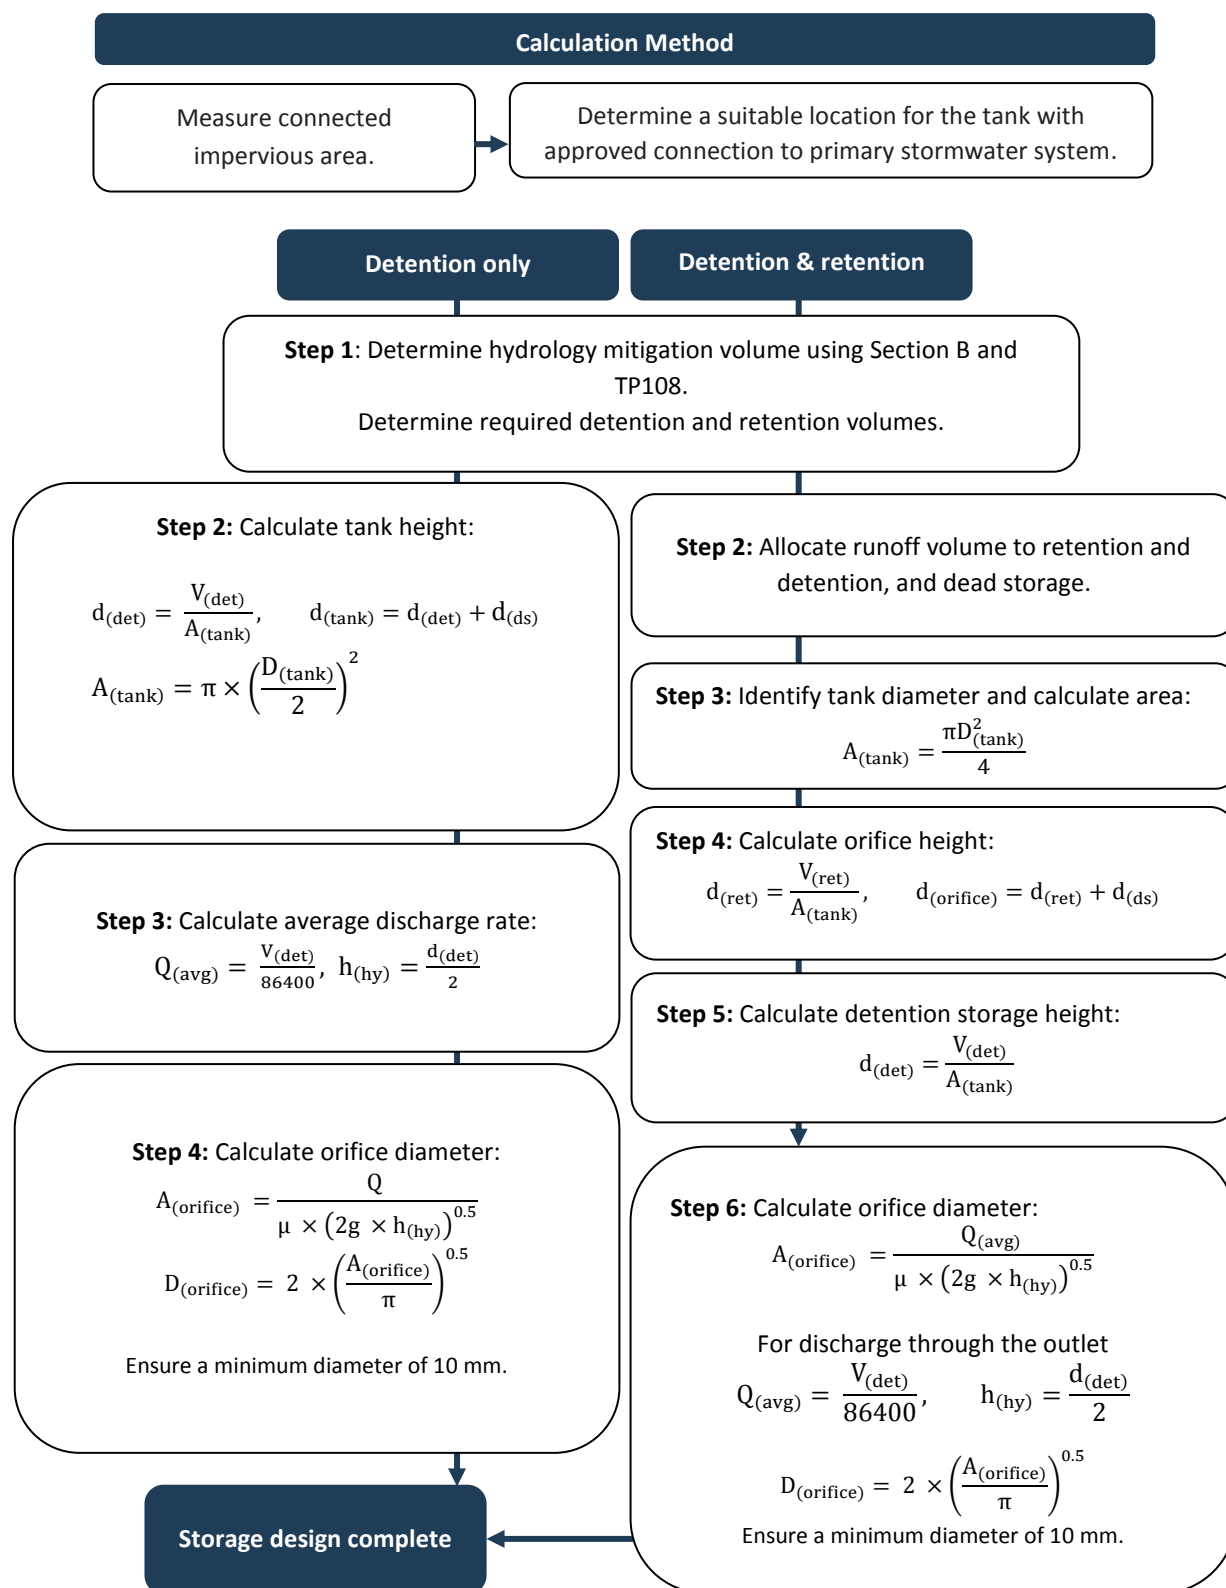 Calculation Method
Measure connected
impervious area.
Determine a suitable location for the tank with
approved connection to primary stormwater system.
Detention only
Detention & retention
Step 1: Determine hydrology mitigation volume using Section B and
TP108.
Determine required detention and retention volumes.
Step 2: Calculate tank height:
d(det) = V(det)/A(tank), d(tank) = d(det) + d(ds)
A(tank) = π × (D(tank)/2)²
Step 3: Calculate average discharge rate:
Q(avg) = V(det)/86400, h(hy) = d(det)/2
Step 4: Calculate orifice diameter:
A(orifice) = Q/(μ × (2g × h(hy))^0.5)
D(orifice) = 2 × (A(orifice)/π)^0.5
Ensure a minimum diameter of 10 mm.
Step 2: Allocate runoff volume to retention and
detention, and dead storage.
Step 3: Identify tank diameter and calculate area:
A(tank) = πD²(tank)/4
Step 4: Calculate orifice height:
d(ret) = V(ret)/A(tank), d(orifice) = d(ret) + d(ds)
Step 5: Calculate detention storage height:
d(det) = V(det)/A(tank)
Step 6: Calculate orifice diameter:
A(orifice) = Q(avg)/(μ × (2g × h(hy))^0.5)
For discharge through the outlet
Q(avg) = V(det)/86400, h(hy) = d(det)/2
D(orifice) = 2 × (A(orifice)/π)^0.5
Ensure a minimum diameter of 10 mm.
Storage design complete